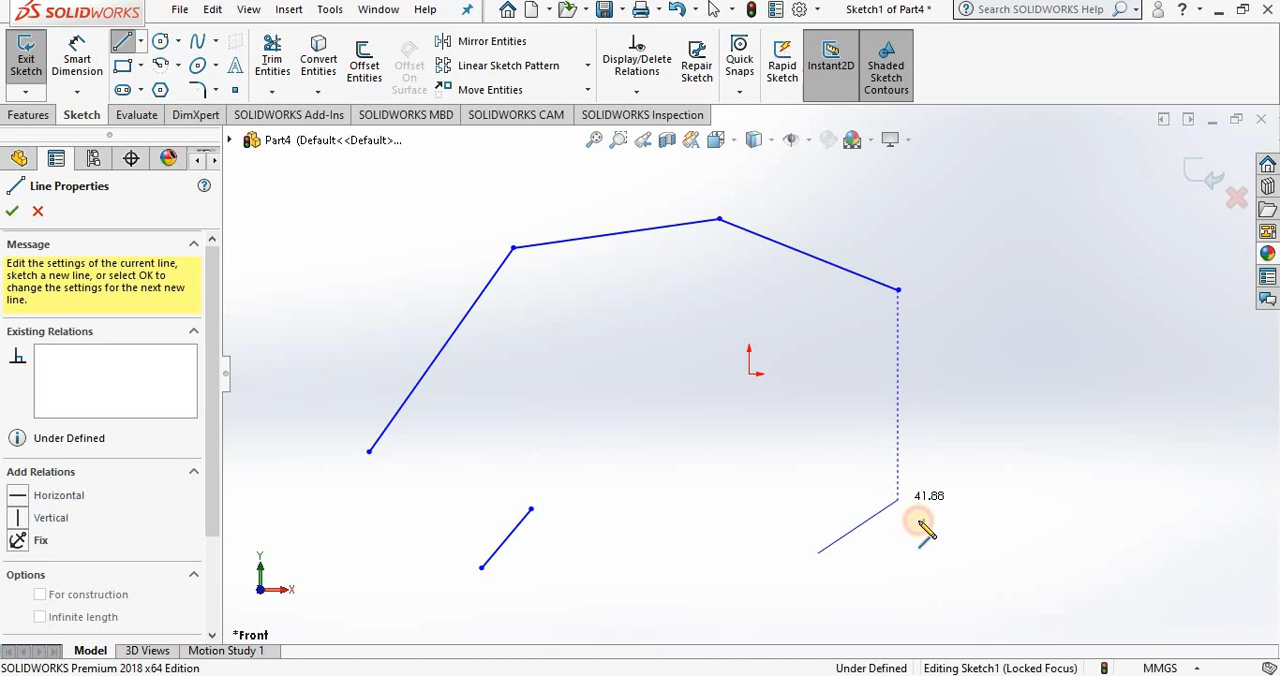 SOLIDWORKS File Edit View Insert Tools Window Help Sketch1 of Part4 * Search SOLIDWORKS Help ?
Exit Sketch
Smart Dimension
Trim Entities
Convert Entities
Offset Entities
Offset On Surface
Mirror Entities
Linear Sketch Pattern
Move Entities
Display/Delete Relations
Repair Sketch
Quick Snaps
Rapid Sketch
Instant2D
Shaded Sketch Contours
Features Sketch Evaluate DimXpert SOLIDWORKS Add-Ins SOLIDWORKS MBD SOLIDWORKS CAM SOLIDWORKS Inspection
Part4 (Default<<Default>...
Line Properties
Message
Edit the settings of the current line,
sketch a new line, or select OK to
change the settings for the next new
line.
Existing Relations
Under Defined
Add Relations
Horizontal
Vertical
Fix
Options
For construction
Infinite length
41.88
Y
X
*Front
Model 3D Views Motion Study 1
SOLIDWORKS Premium 2018 x64 Edition Under Defined Editing Sketch1 (Locked Focus) MMGS